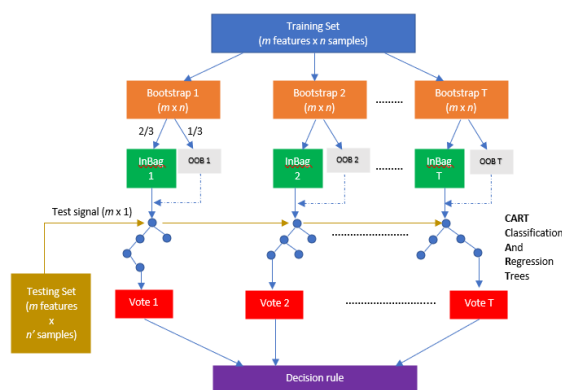 Training Set
(m features x n samples)
Bootstrap 1
(m x n)
Bootstrap 2
(m x n)
.........
Bootstrap T
(m x n)
2/3
1/3
InBag
1
OOB 1
InBag
2
OOB 2
.........
InBag
T
OOB T
Test signal (m x 1)
CART
Classification
And
Regression
Trees
Testing Set
(m features
x
n' samples)
Vote 1
Vote 2
Vote T
Decision rule